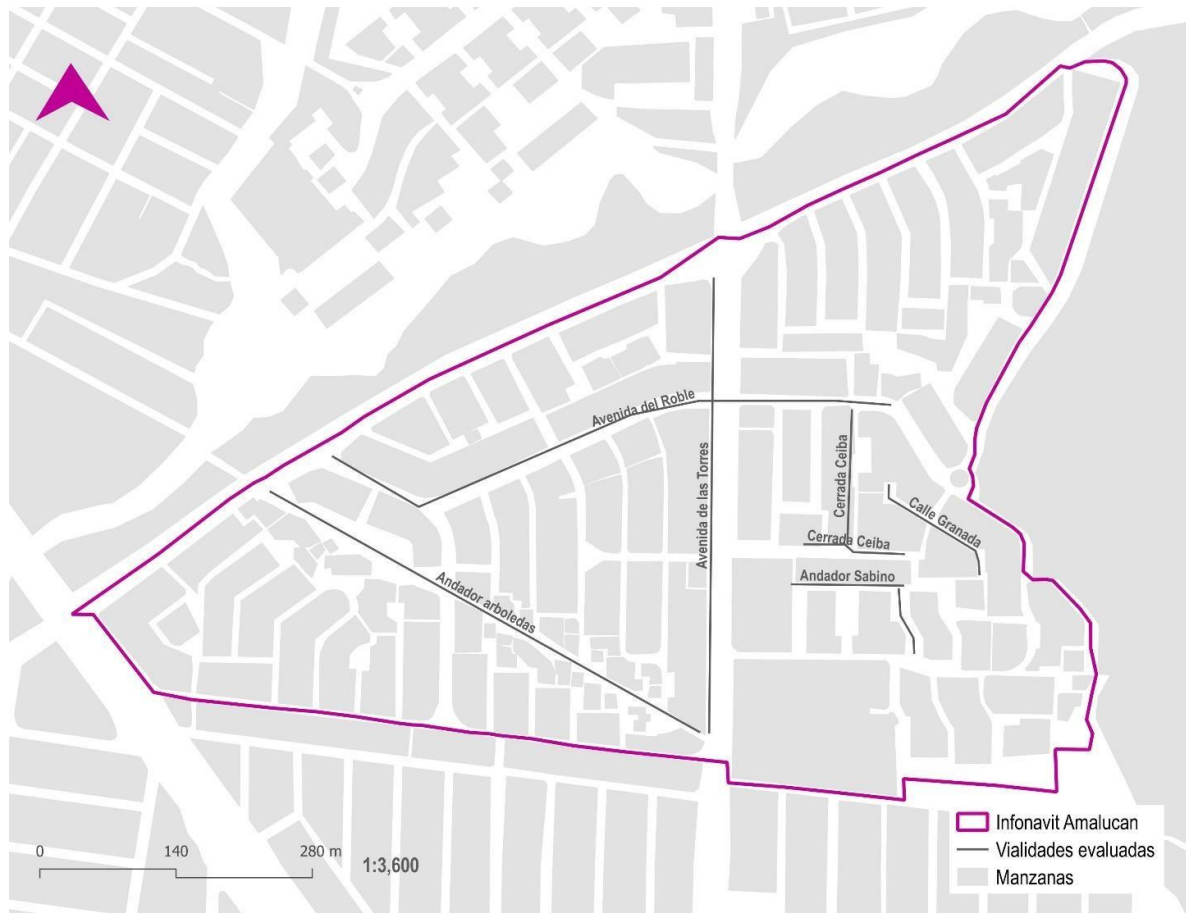 Avenida del Roble
Avenida de las Torres
Cerrada Ceiba
Calle Granada
Cerrada Ceiba
Andador Sabino
Andador arboledas
Infonavit Amalucan
Vialidades evaluadas
Manzanas
0 140 280 m
1:3,600